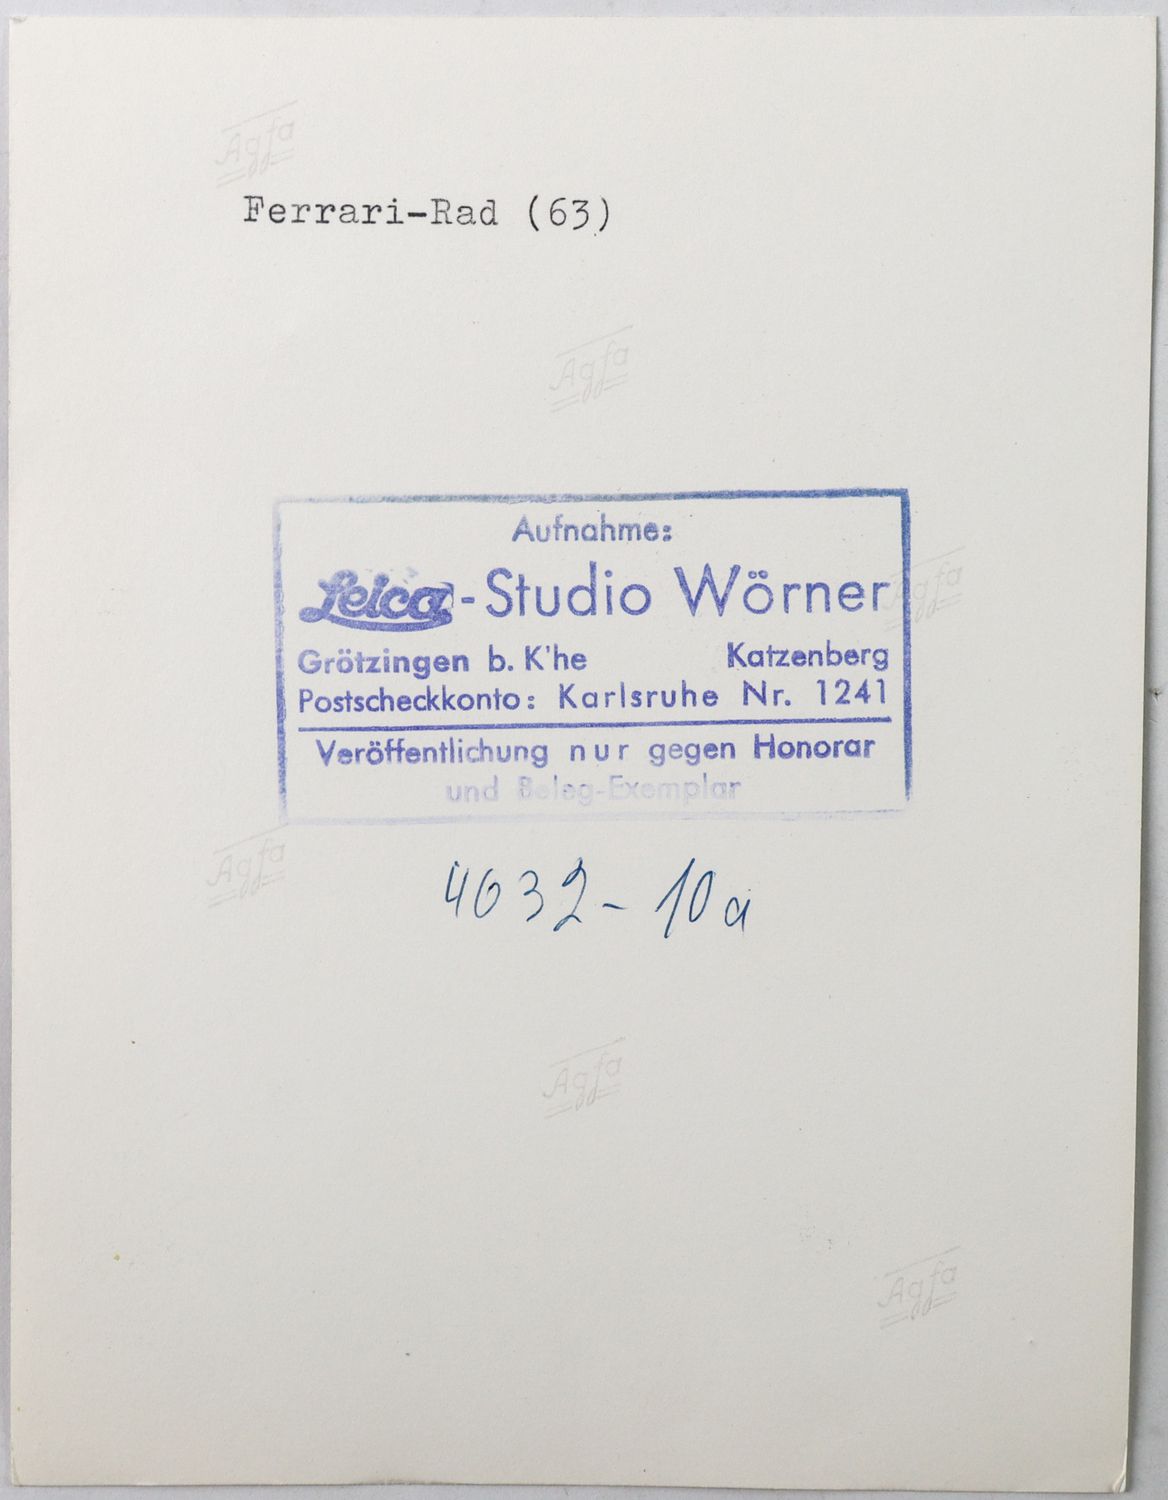 Agfa
Ferrari-Rad (63)
Agfa
Aufnahme:
Leica-Studio Wörner
Agfa
Grötzingen b. K'he Katzenberg
Postscheckkonto: Karlsruhe Nr. 1241
Veröffentlichung nur gegen Honorar
und Beleg-Exemplar
Agfa
4032-10a
Agfa
Agfa